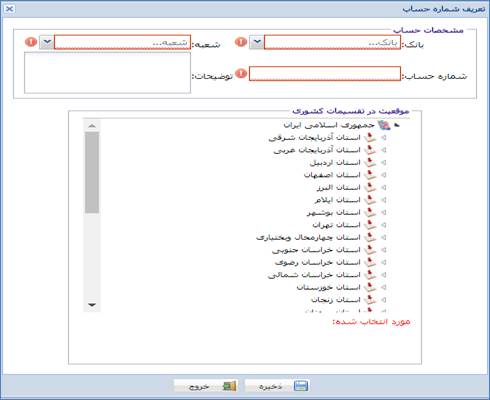 تعریف شماره حساب
مشخصات حساب
بانک: بانک... شعبه: شعبه...
شماره حساب: توضیحات:
موقعیت در تقسیمات کشوری
جمهوری اسلامی ایران
استان آذربایجان شرقی
استان آذربایجان غربی
استان اردبیل
استان اصفهان
استان البرز
استان ایلام
استان بوشهر
استان تهران
استان چهارمحال وبختیاری
استان خراسان جنوبی
استان خراسان رضوی
استان خراسان شمالی
استان خوزستان
استان زنجان
استان سمنان
مورد انتخاب شده:
ذخیره خروج